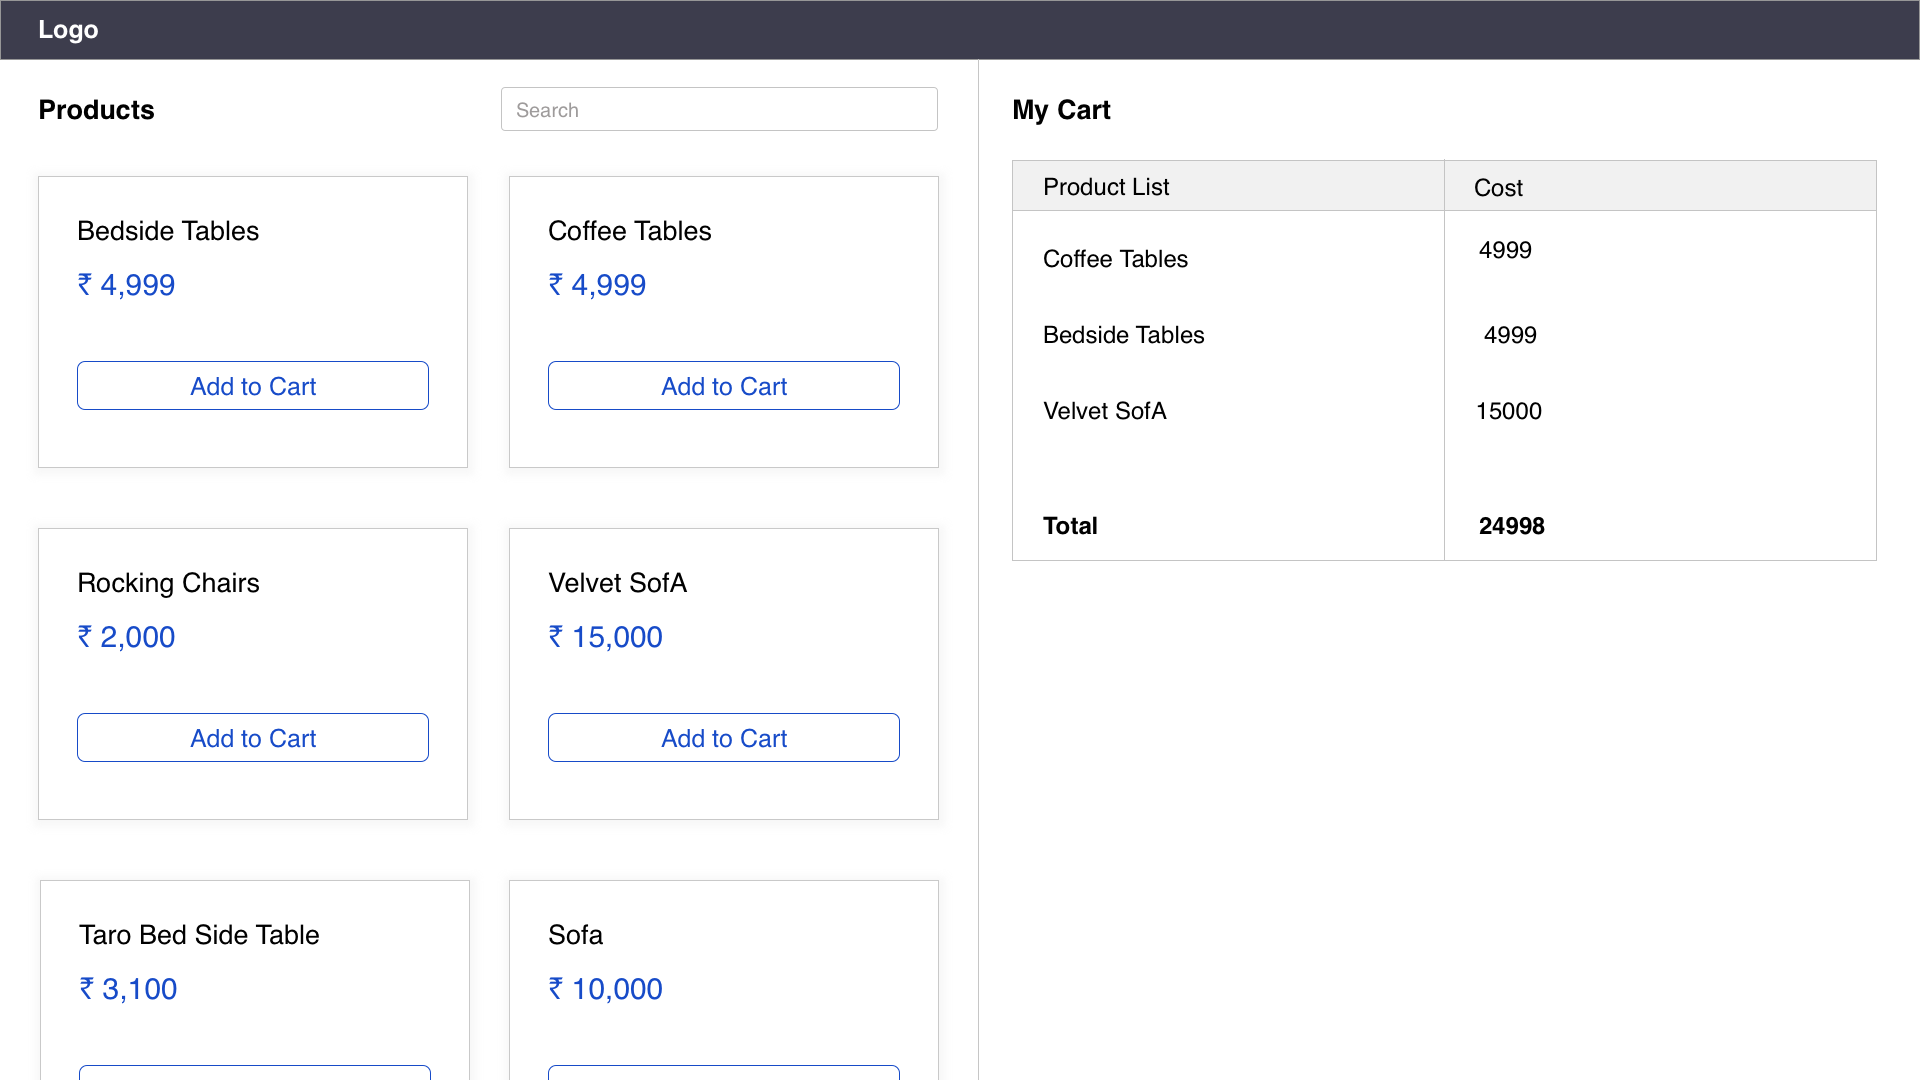 Logo
Products
Search
Bedside Tables
₹ 4,999
Add to Cart
Coffee Tables
₹ 4,999
Add to Cart
Rocking Chairs
₹ 2,000
Add to Cart
Velvet SofA
₹ 15,000
Add to Cart
Taro Bed Side Table
₹ 3,100
Sofa
₹ 10,000
My Cart
Product List Cost
Coffee Tables 4999
Bedside Tables 4999
Velvet SofA 15000
Total 24998